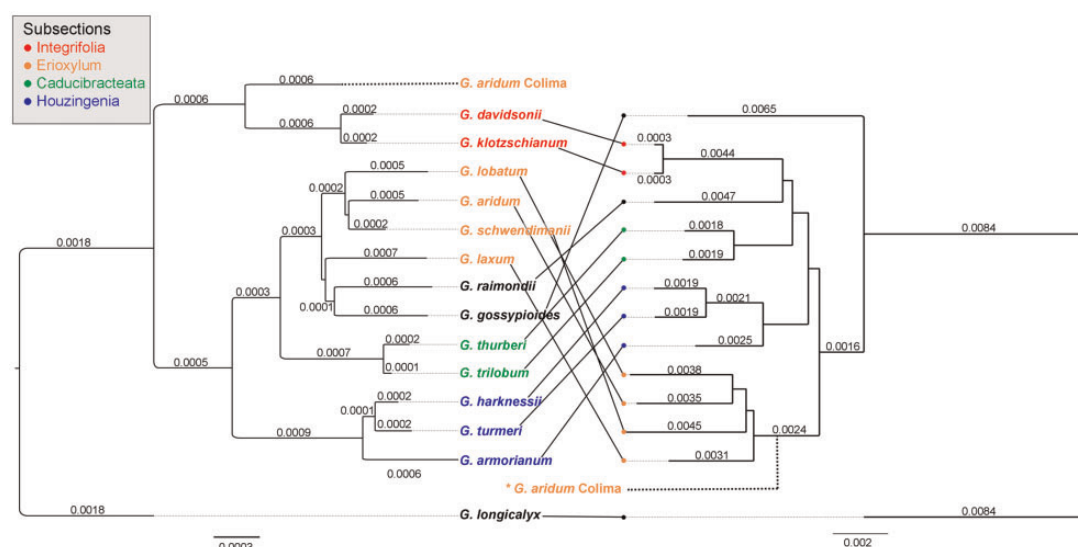 Subsections
Integrifolia
Erioxylum
Caducibracteata
Houzingenia
0.0006 G. aridum Colima
0.0006
0.0002 G. davidsonii 0.0065
0.0006
0.0002 G. klotzschianum 0.0003
0.0044
0.0005 G. lobatum 0.0003
0.0002
0.0005 G. aridum 0.0047
0.0002 G. schwendimanii 0.0018
0.0003
0.0018 0.0084
0.0007 G. laxum 0.0019
0.0006 G. raimondii 0.0019
0.0003
0.0001 0.0021
0.0006 G. gossypioides 0.0019
0.0002 G. thurberi 0.0025
0.0007 0.0016
0.0005
0.0001 G. trilobum 0.0038
0.0002 G. harknessii 0.0035
0.0001
0.0002 G. turmeri 0.0045
0.0009 0.0024
G. armorianum 0.0031
0.0006
* G. aridum Colima
0.0018 G. longicalyx 0.0084
0.0003 0.002